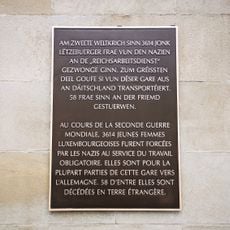 AM ZWEETE WELTKRICH SINN 3614 JONK
LËTZEBUERGER FRAE VUN DEN NAZIEN
AN DE „REICHSARBEITSDIENST“
GEZWONGE GINN. ZUM GRÉISSTEN
DEEL GOUFE SI VUN DËSER GARE AUS
AN DÄITSCHLAND TRANSPORTÉIERT.
58 FRAE SINN AN DER FRIEMD
GESTUERWEN.
AU COURS DE LA SECONDE GUERRE
MONDIALE, 3614 JEUNES FEMMES
LUXEMBOURGEOISES FURENT FORCÉES
PAR LES NAZIS AU SERVICE DU TRAVAIL
OBLIGATOIRE. ELLES SONT POUR LA
PLUPART PARTIES DE CETTE GARE VERS
L'ALLEMAGNE. 58 D'ENTRE ELLES SONT
DÉCÉDÉES EN TERRE ÉTRANGÈRE.